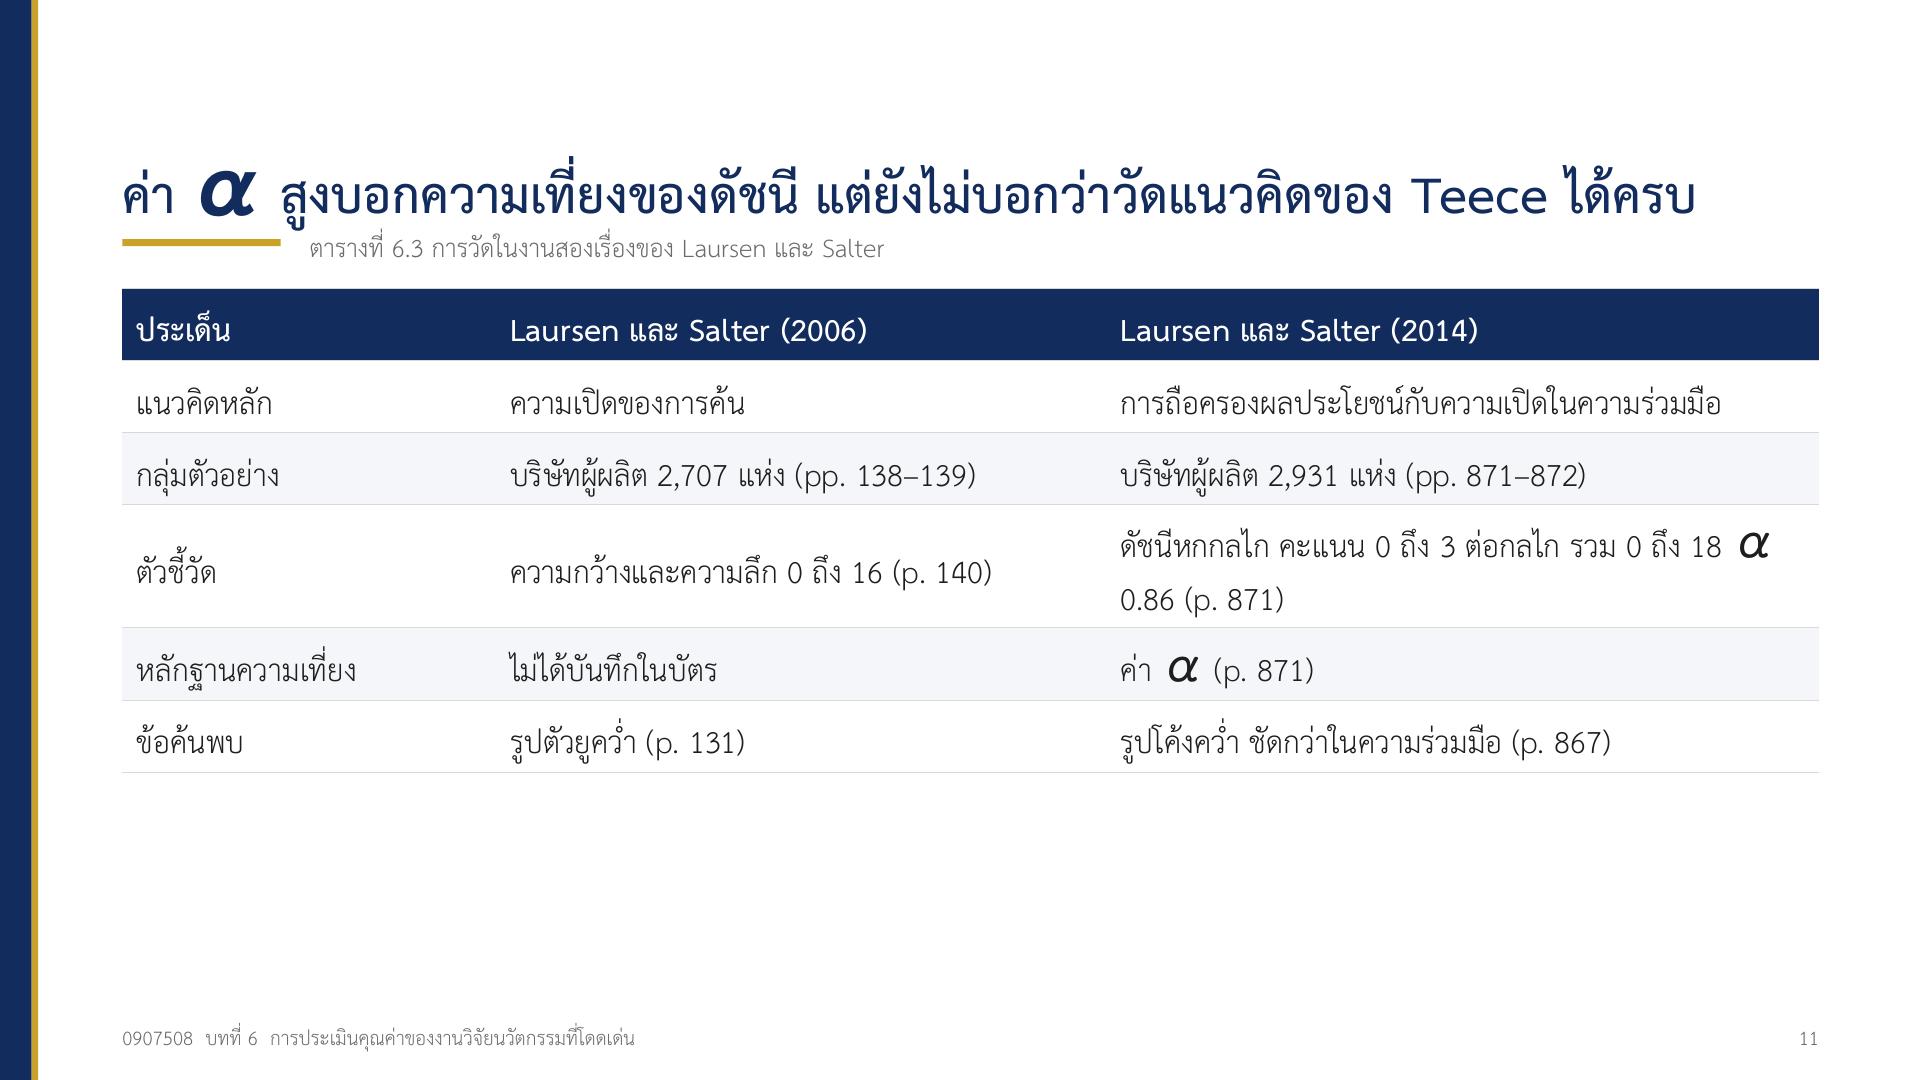 ค่า α สูงบอกความเที่ยงของดัชนี แต่ยังไม่บอกว่าวัดแนวคิดของ Teece ได้ครบ
ตารางที่ 6.3 การวัดในงานสองเรื่องของ Laursen และ Salter
ประเด็น Laursen และ Salter (2006) Laursen และ Salter (2014)
แนวคิดหลัก ความเปิดของการค้น การถือครองผลประโยชน์กับความเปิดในความร่วมมือ
กลุ่มตัวอย่าง บริษัทผู้ผลิต 2,707 แห่ง (pp. 138–139) บริษัทผู้ผลิต 2,931 แห่ง (pp. 871–872)
ตัวชี้วัด ความกว้างและความลึก 0 ถึง 16 (p. 140) ดัชนีหกกลไก คะแนน 0 ถึง 3 ต่อกลไก รวม 0 ถึง 18 α
0.86 (p. 871)
หลักฐานความเที่ยง ไม่ได้บันทึกในบัตร ค่า α (p. 871)
ข้อค้นพบ รูปตัวยูคว่ำ (p. 131) รูปโค้งคว่ำ ชัดกว่าในความร่วมมือ (p. 867)
0907508 บทที่ 6 การประเมินคุณค่าของงานวิจัยนวัตกรรมที่โดดเด่น 11